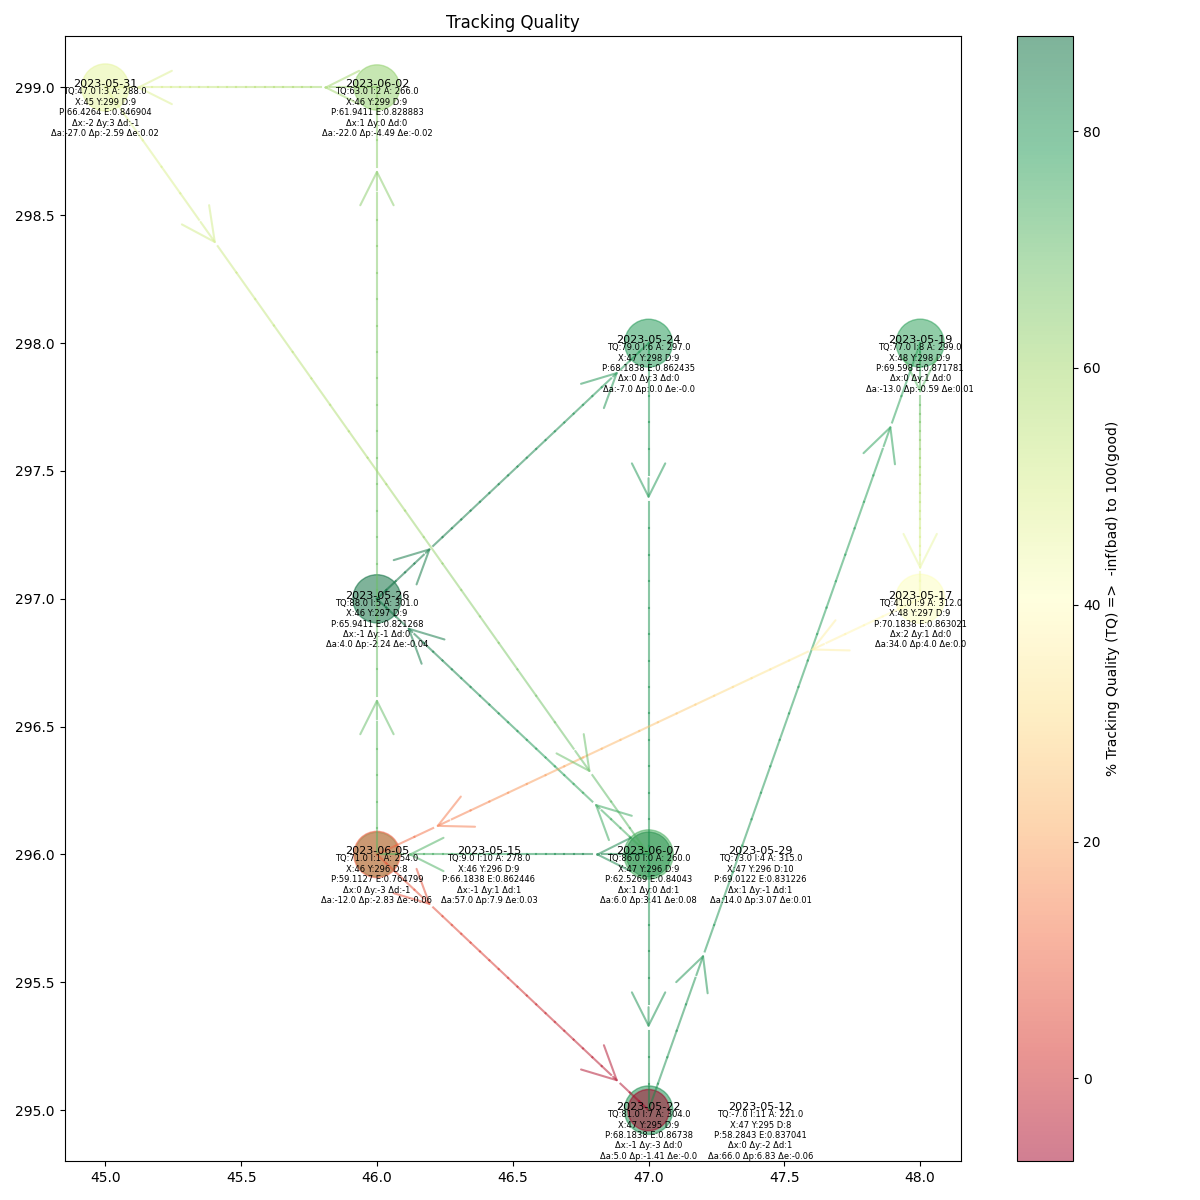 Tracking Quality
299.0
298.5
298.0
297.5
297.0
296.5
296.0
295.5
295.0
45.0
45.5
46.0
46.5
47.0
47.5
48.0
2023-05-31
TQ:47.0 I:3 A: 288.0
X:45 Y:299 D:9
P:66.4264 E:0.846904
Δx:-2 Δy:3 Δd:-1
Δa:-27.0 Δp:-2.59 Δe:0.02
2023-06-02
TQ:63.0 I:2 A: 266.0
X:46 Y:299 D:9
P:61.9411 E:0.828883
Δx:1 Δy:0 Δd:0
Δa:-22.0 Δp:-4.49 Δe:-0.02
2023-05-24
TQ:79.0 I:6 A: 297.0
X:47 Y:298 D:9
P:68.1838 E:0.862435
Δx:0 Δy:3 Δd:0
Δa:-7.0 Δp:0.0 Δe:-0.0
2023-05-19
TQ:77.0 I:8 A: 299.0
X:48 Y:298 D:9
P:69.598 E:0.871781
Δx:0 Δy:1 Δd:0
Δa:-13.0 Δp:-0.59 Δe:0.01
2023-05-26
TQ:88.0 I:5 A: 301.0
X:46 Y:297 D:9
P:65.9411 E:0.821268
Δx:-1 Δy:-1 Δd:0
Δa:4.0 Δp:-2.24 Δe:-0.04
2023-05-17
TQ:41.0 I:9 A: 312.0
X:48 Y:297 D:9
P:70.1838 E:0.863021
Δx:2 Δy:1 Δd:0
Δa:34.0 Δp:4.0 Δe:0.0
2023-06-05
TQ:71.0 I:1 A: 254.0
X:46 Y:296 D:8
P:59.1127 E:0.764799
Δx:0 Δy:-3 Δd:-1
Δa:-12.0 Δp:-2.83 Δe:-0.06
2023-05-15
TQ:9.0 I:10 A: 278.0
X:46 Y:296 D:9
P:66.1838 E:0.862446
Δx:-1 Δy:1 Δd:1
Δa:57.0 Δp:7.9 Δe:0.03
2023-06-07
TQ:86.0 I:0 A: 260.0
X:47 Y:296 D:9
P:62.5269 E:0.84043
Δx:1 Δy:0 Δd:1
Δa:6.0 Δp:3.41 Δe:0.08
2023-05-29
TQ:73.0 I:4 A: 315.0
X:47 Y:296 D:10
P:69.0122 E:0.831226
Δx:1 Δy:-1 Δd:1
Δa:14.0 Δp:3.07 Δe:0.01
2023-05-22
TQ:81.0 I:7 A: 304.0
X:47 Y:295 D:9
P:68.1838 E:0.86738
Δx:-1 Δy:-3 Δd:0
Δa:5.0 Δp:-1.41 Δe:-0.0
2023-05-12
TQ:-7.0 I:11 A: 221.0
X:47 Y:295 D:8
P:58.2843 E:0.837041
Δx:0 Δy:-2 Δd:1
Δa:66.0 Δp:6.83 Δe:-0.06
80
60
40
20
0
% Tracking Quality (TQ) => -inf(bad) to 100(good)